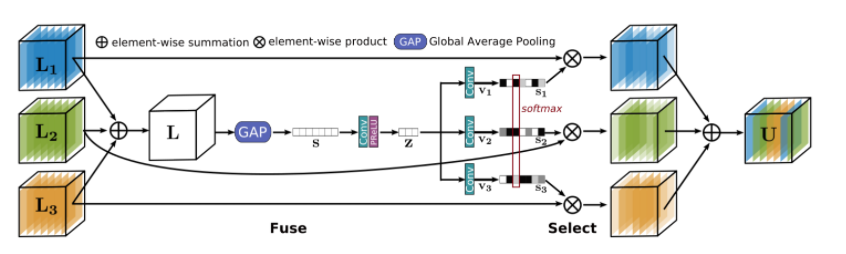 ⊕ element-wise summation ⊗ element-wise product GAP Global Average Pooling
L1
L2
L3
L
GAP
s
Conv
PReLU
z
Conv
v1
s1
softmax
Conv
v2
s2
Conv
v3
s3
U
Fuse
Select